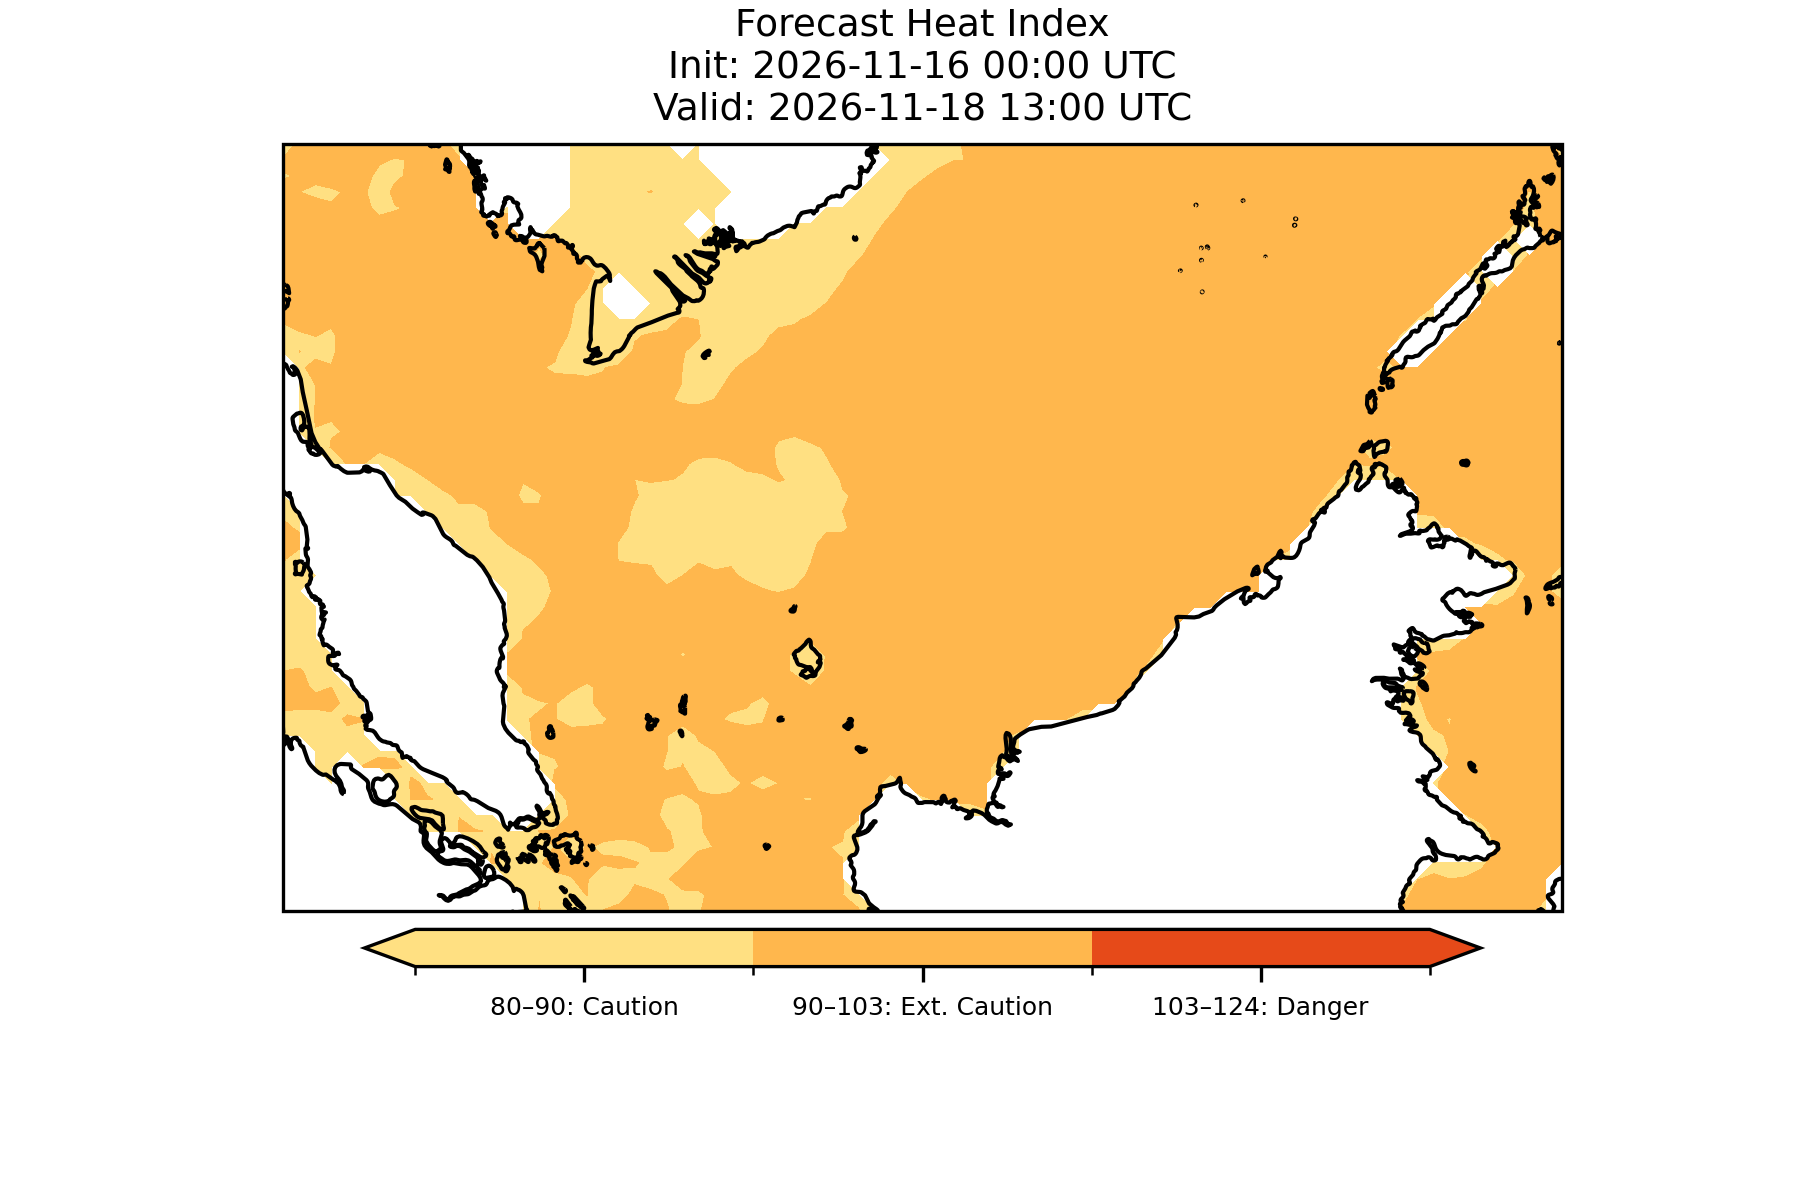 Forecast Heat Index
Init: 2026-11-16 00:00 UTC
Valid: 2026-11-18 13:00 UTC
80–90: Caution
90–103: Ext. Caution
103–124: Danger